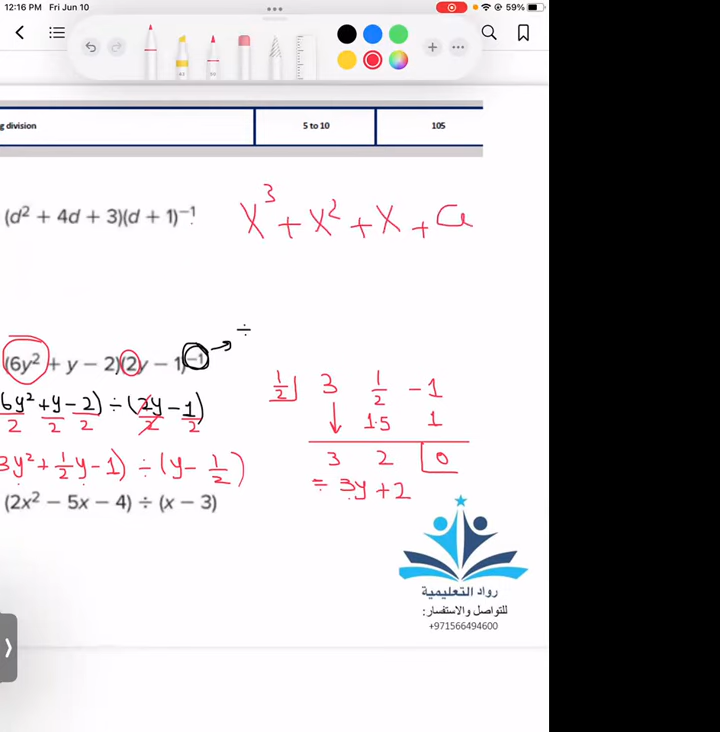 12:16 PM Fri Jun 10
59%
g division
5 to 10
105
(d² + 4d + 3)(d + 1)⁻¹
x³ + x² + x + a
÷
(6y² + y − 2)(2y − 1)⁻¹
6y² + y − 2) ÷ (2y − 1)
2 2 2 2 2
1/2 3 1/2 −1
1.5 1
3 2 0
3y² + 1/2 y − 1) ÷ (y − 1/2)
= 3y + 2
(2x² − 5x − 4) ÷ (x − 3)
رواد التعليمية
للتواصل والاستفسار:
+971566494600